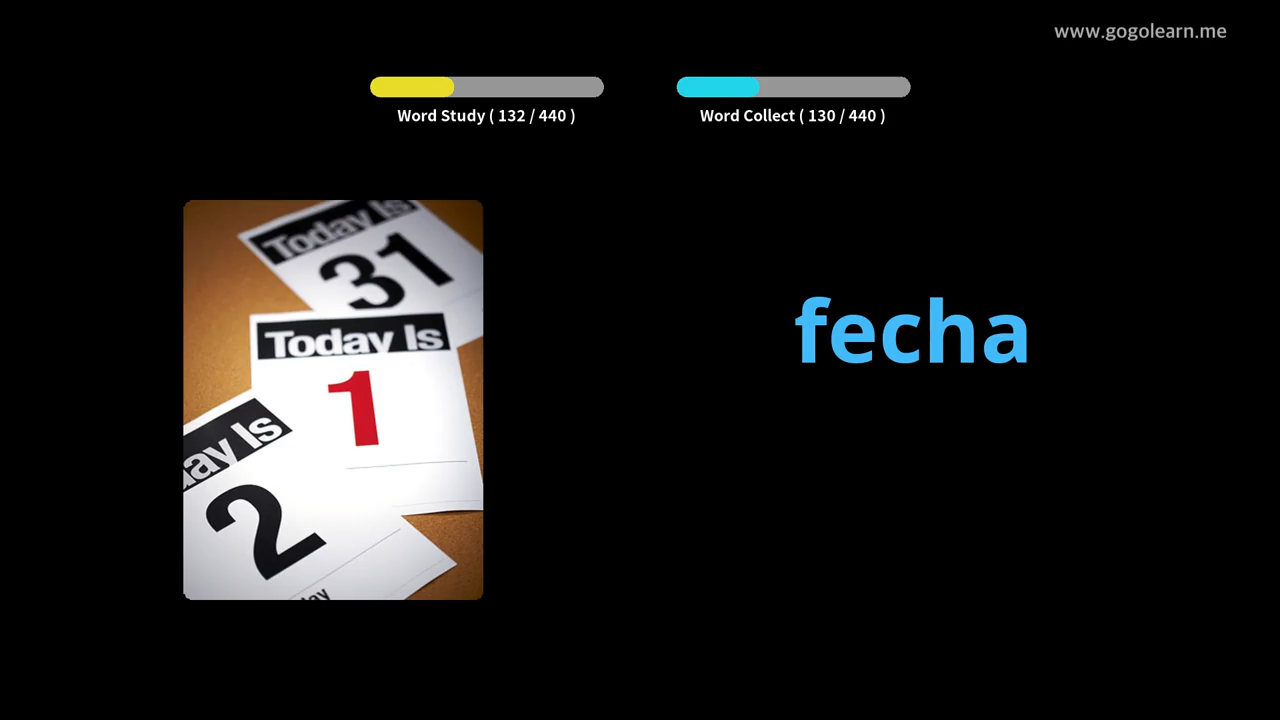 www.gogolearn.me
Word Study ( 132 / 440 )
Word Collect ( 130 / 440 )
Today Is
31
Today Is
1
day Is
2
fecha